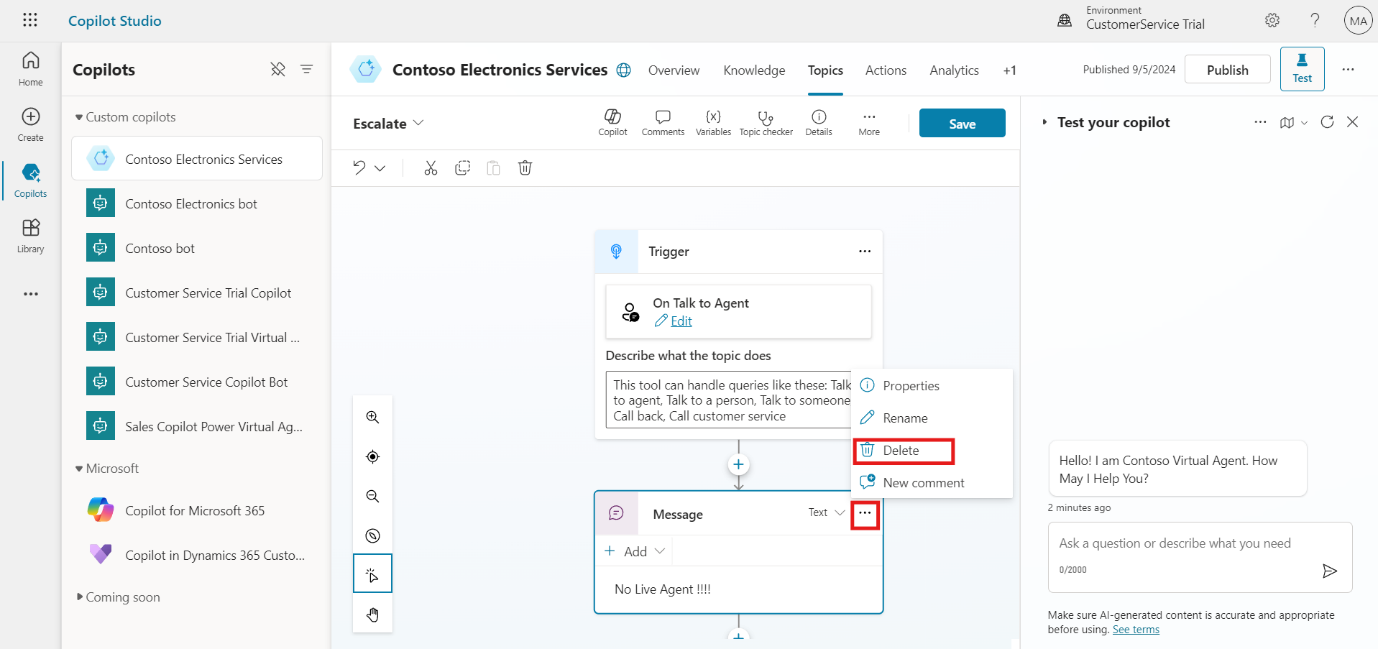 Copilot Studio
Environment
CustomerService Trial
MA
Home
Create
Copilots
Library
Copilots
Custom copilots
Contoso Electronics Services
Contoso Electronics bot
Contoso bot
Customer Service Trial Copilot
Customer Service Trial Virtual ...
Customer Service Copilot Bot
Sales Copilot Power Virtual Ag...
Microsoft
Copilot for Microsoft 365
Copilot in Dynamics 365 Custo...
Coming soon
Contoso Electronics Services
Overview
Knowledge
Topics
Actions
Analytics
+1
Published 9/5/2024
Publish
Test
Escalate
Copilot
Comments
{x}
Variables
Topic checker
Details
More
Save
Trigger
On Talk to Agent
Edit
Describe what the topic does
This tool can handle queries like these: Talk
to agent, Talk to a person, Talk to someone
Call back, Call customer service
Properties
Rename
Delete
New comment
Message
Text
Add
No Live Agent !!!!
Test your copilot
Hello! I am Contoso Virtual Agent. How
May I Help You?
2 minutes ago
Ask a question or describe what you need
0/2000
Make sure AI-generated content is accurate and appropriate
before using. See terms